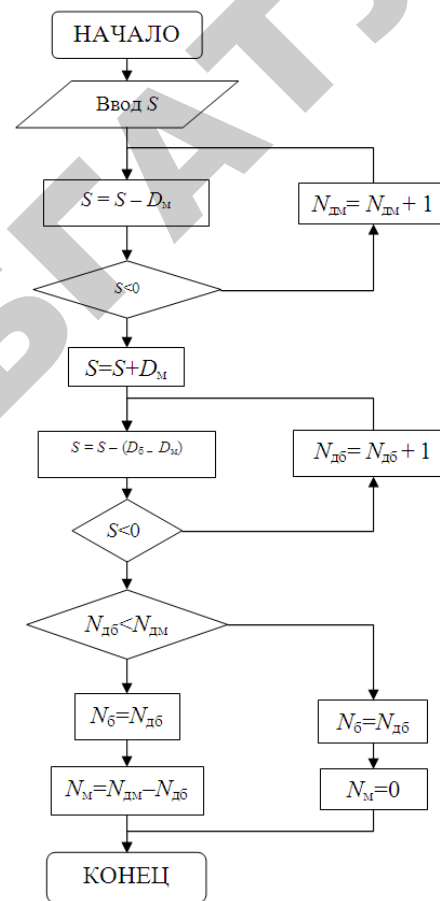 НАЧАЛО
Ввод S
S = S – Dм
Nдм= Nдм + 1
S<0
S=S+Dм
S = S – (Dб – Dм)
Nдб= Nдб + 1
S<0
Nдб<Nдм
Nб=Nдб
Nб=Nдб
Nм=Nдм–Nдб
Nм=0
КОНЕЦ
БГАТУ